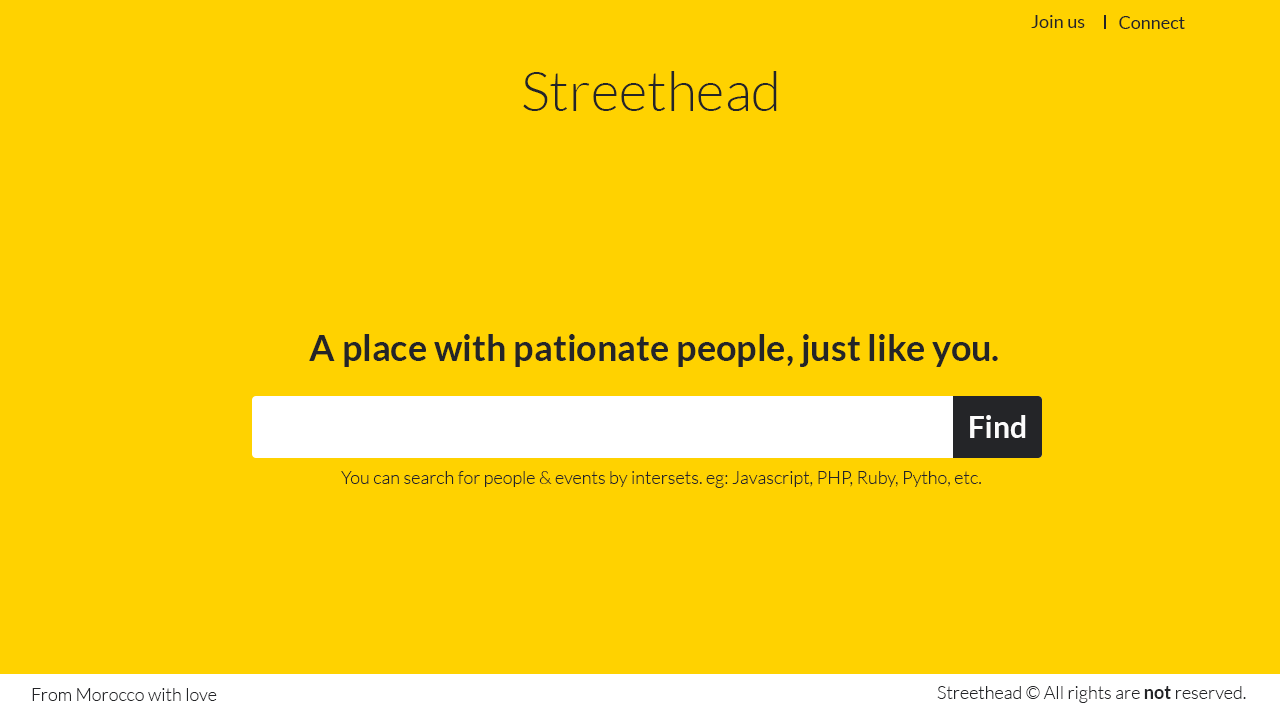 Join us | Connect
Streethead
A place with pationate people, just like you.
Find
You can search for people & events by intersets. eg: Javascript, PHP, Ruby, Pytho, etc.
From Morocco with love
Streethead © All rights are not reserved.